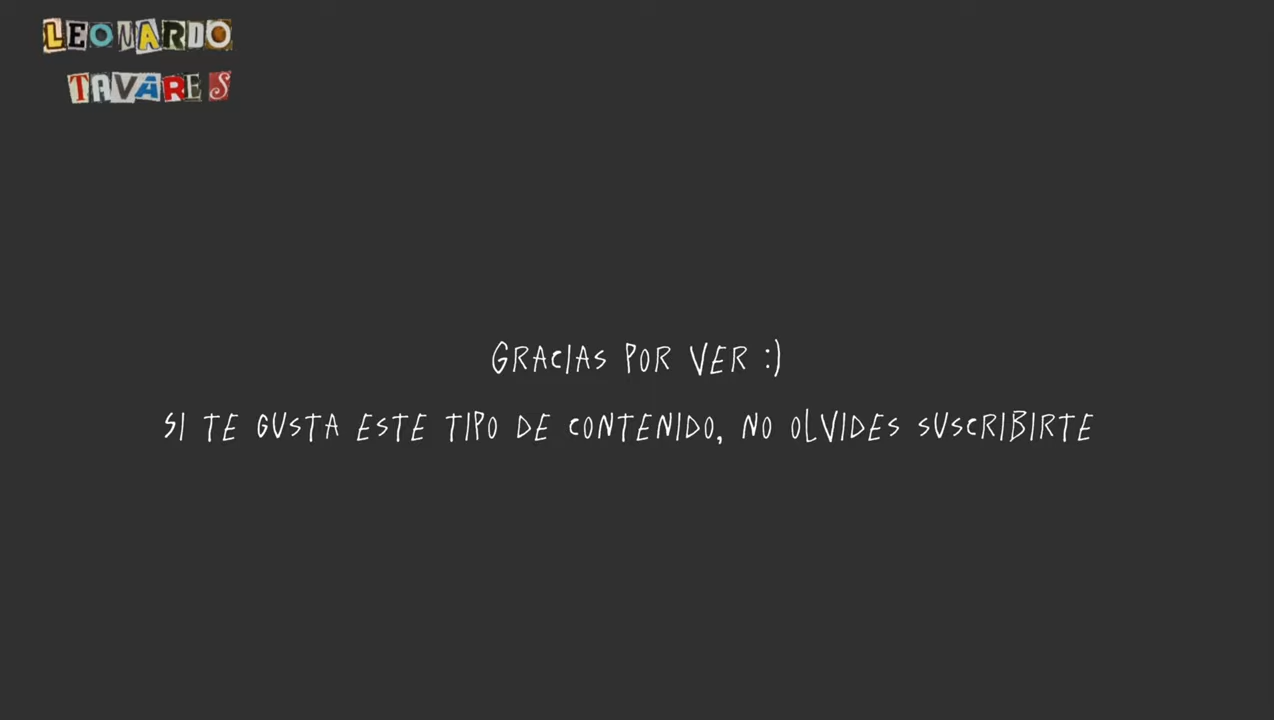 LEONARDO
TAVARES
GRACIAS POR VER :)
SI TE GUSTA ESTE TIPO DE CONTENIDO, NO OLVIDES SUSCRIBIRTE